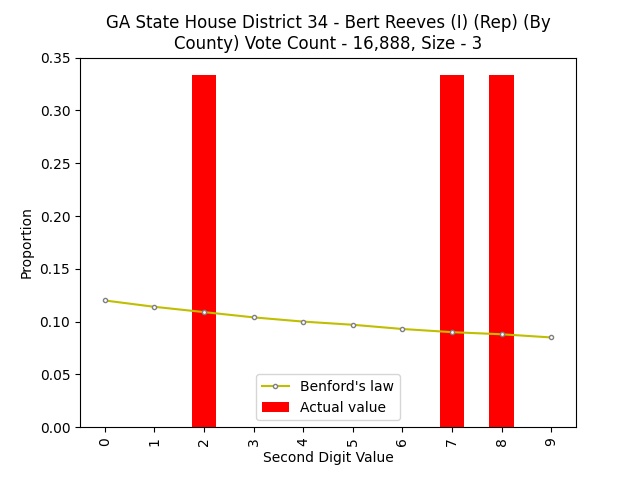 GA State House District 34 - Bert Reeves (I) (Rep) (By
County) Vote Count - 16,888, Size - 3
0.35
0.30
0.25
0.20
0.15
0.10
0.05
0.00
Proportion
Benford's law
Actual value
0 1 2 3 4 5 6 7 8 9
Second Digit Value